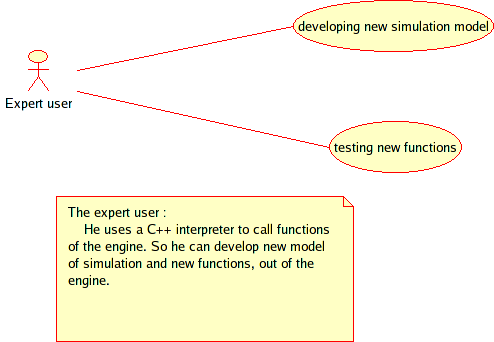 developing new simulation model
Expert user
testing new functions
The expert user :
He uses a C++ interpreter to call functions
of the engine. So he can develop new model
of simulation and new functions, out of the
engine.